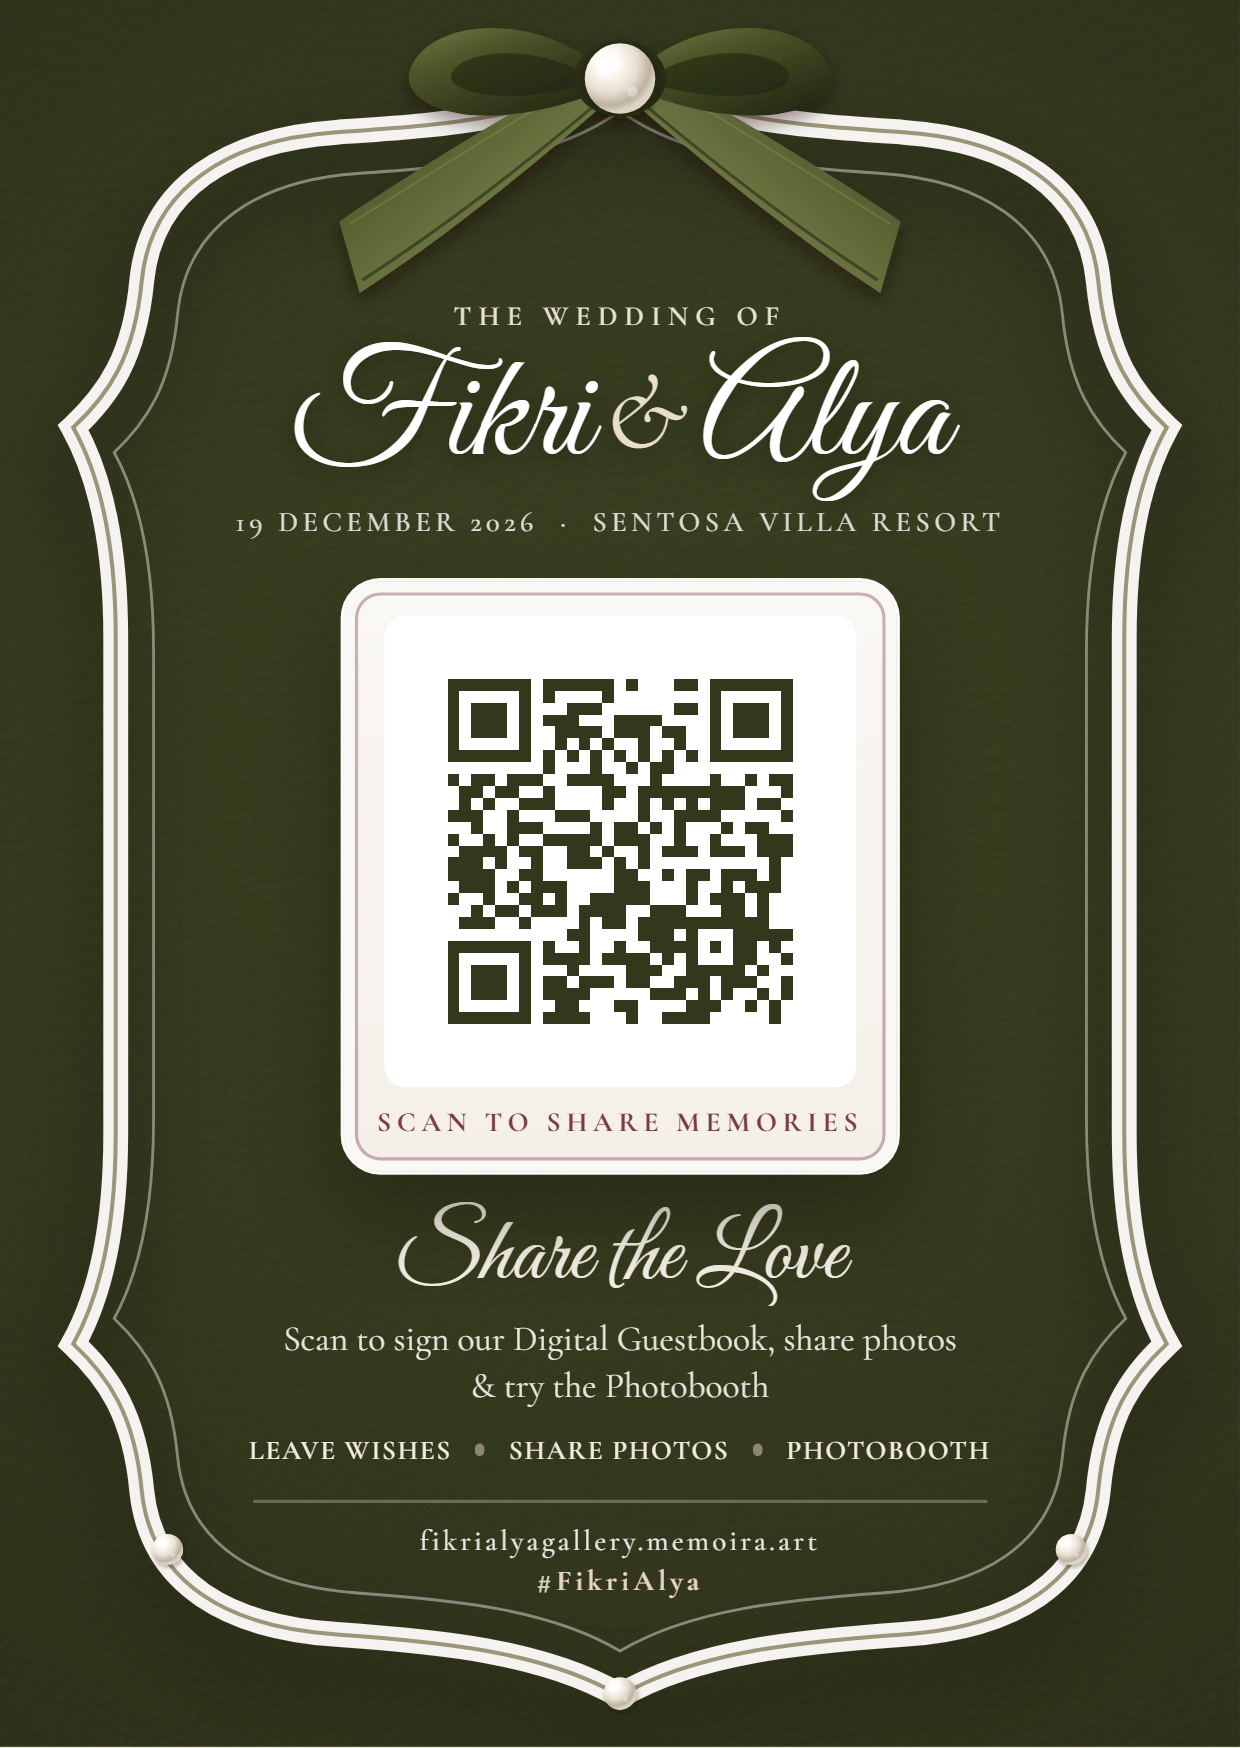 THE WEDDING OF
Fikri & Alya
19 DECEMBER 2026 · SENTOSA VILLA RESORT
SCAN TO SHARE MEMORIES
Share the Love
Scan to sign our Digital Guestbook, share photos
& try the Photobooth
LEAVE WISHES • SHARE PHOTOS • PHOTOBOOTH
fikrialyagallery.memoira.art
#FikriAlya